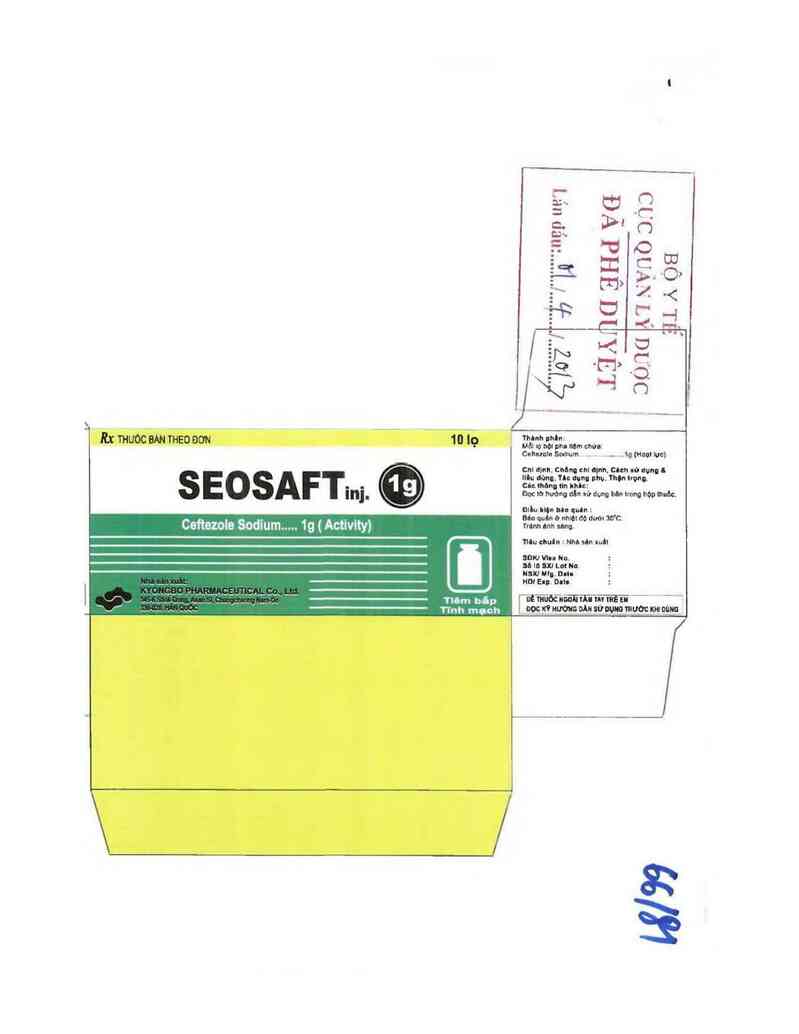 BỘ Y TẾ
CỤC QUẢN LÝ DƯỢC
ĐÃ PHÊ DUYỆT
Lần đầu: 11 / 4 / 2013
Rx THUỐC BÁN THEO ĐƠN
10 lọ
SEOSAFT inj. 1g
Ceftezole Sodium..... 1g ( Activity)
Nhà sản xuất:
KYONGBO PHARMACEUTICAL Co., Ltd.
HÀN QUỐC
Tiêm bắp
Tĩnh mạch
Thành phần:
Mỗi lọ bột pha tiêm chứa:
Ceftezole Sodium..................1g (Hoạt lực)
Chỉ định, Chống chỉ định, Cách sử dụng &
liều dùng, Tác dụng phụ, Thận trọng.
Các thông tin khác:
Đọc tờ hướng dẫn sử dụng bên trong hộp thuốc.
Điều kiện bảo quản :
Bảo quản ở nhiệt độ dưới 30°C.
Tránh ánh sáng.
Tiêu chuẩn : Nhà sản xuất
SĐK/ Visa No. :
Số lô SX/ Lot No. :
NSX/ Mfg. Date :
HD/ Exp. Date :
ĐỂ THUỐC NGOÀI TẦM TAY TRẺ EM
ĐỌC KỸ HƯỚNG DẪN SỬ DỤNG TRƯỚC KHI DÙNG
66/81